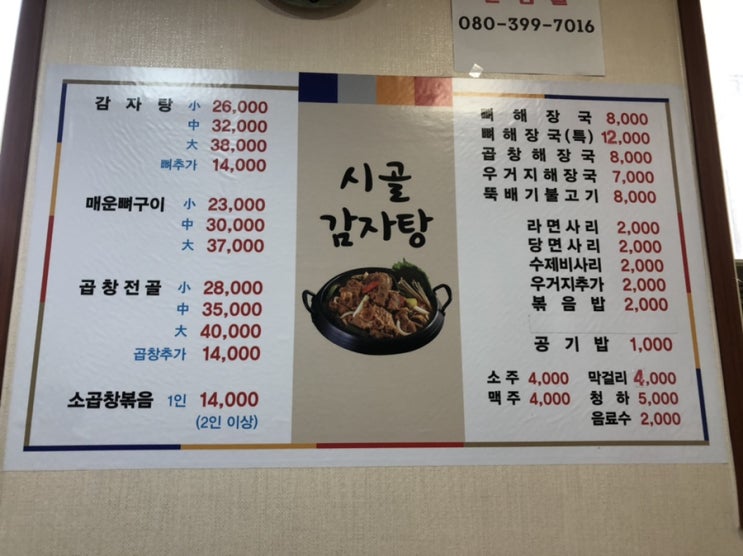 080-399-7016
감자탕 小 26,000
中 32,000
大 38,000
뼈추가 14,000
매운뼈구이 小 23,000
中 30,000
大 37,000
곱창전골 小 28,000
中 35,000
大 40,000
곱창추가 14,000
소곱창볶음 1인 14,000
(2인 이상)
시골
감자탕
뼈해장국 8,000
뼈해장국(특) 12,000
곱창해장국 8,000
우거지해장국 7,000
뚝배기불고기 8,000
라면사리 2,000
당면사리 2,000
수제비사리 2,000
우거지추가 2,000
볶음밥 2,000
공기밥 1,000
소주 4,000 막걸리 4,000
맥주 4,000 청하 5,000
음료수 2,000